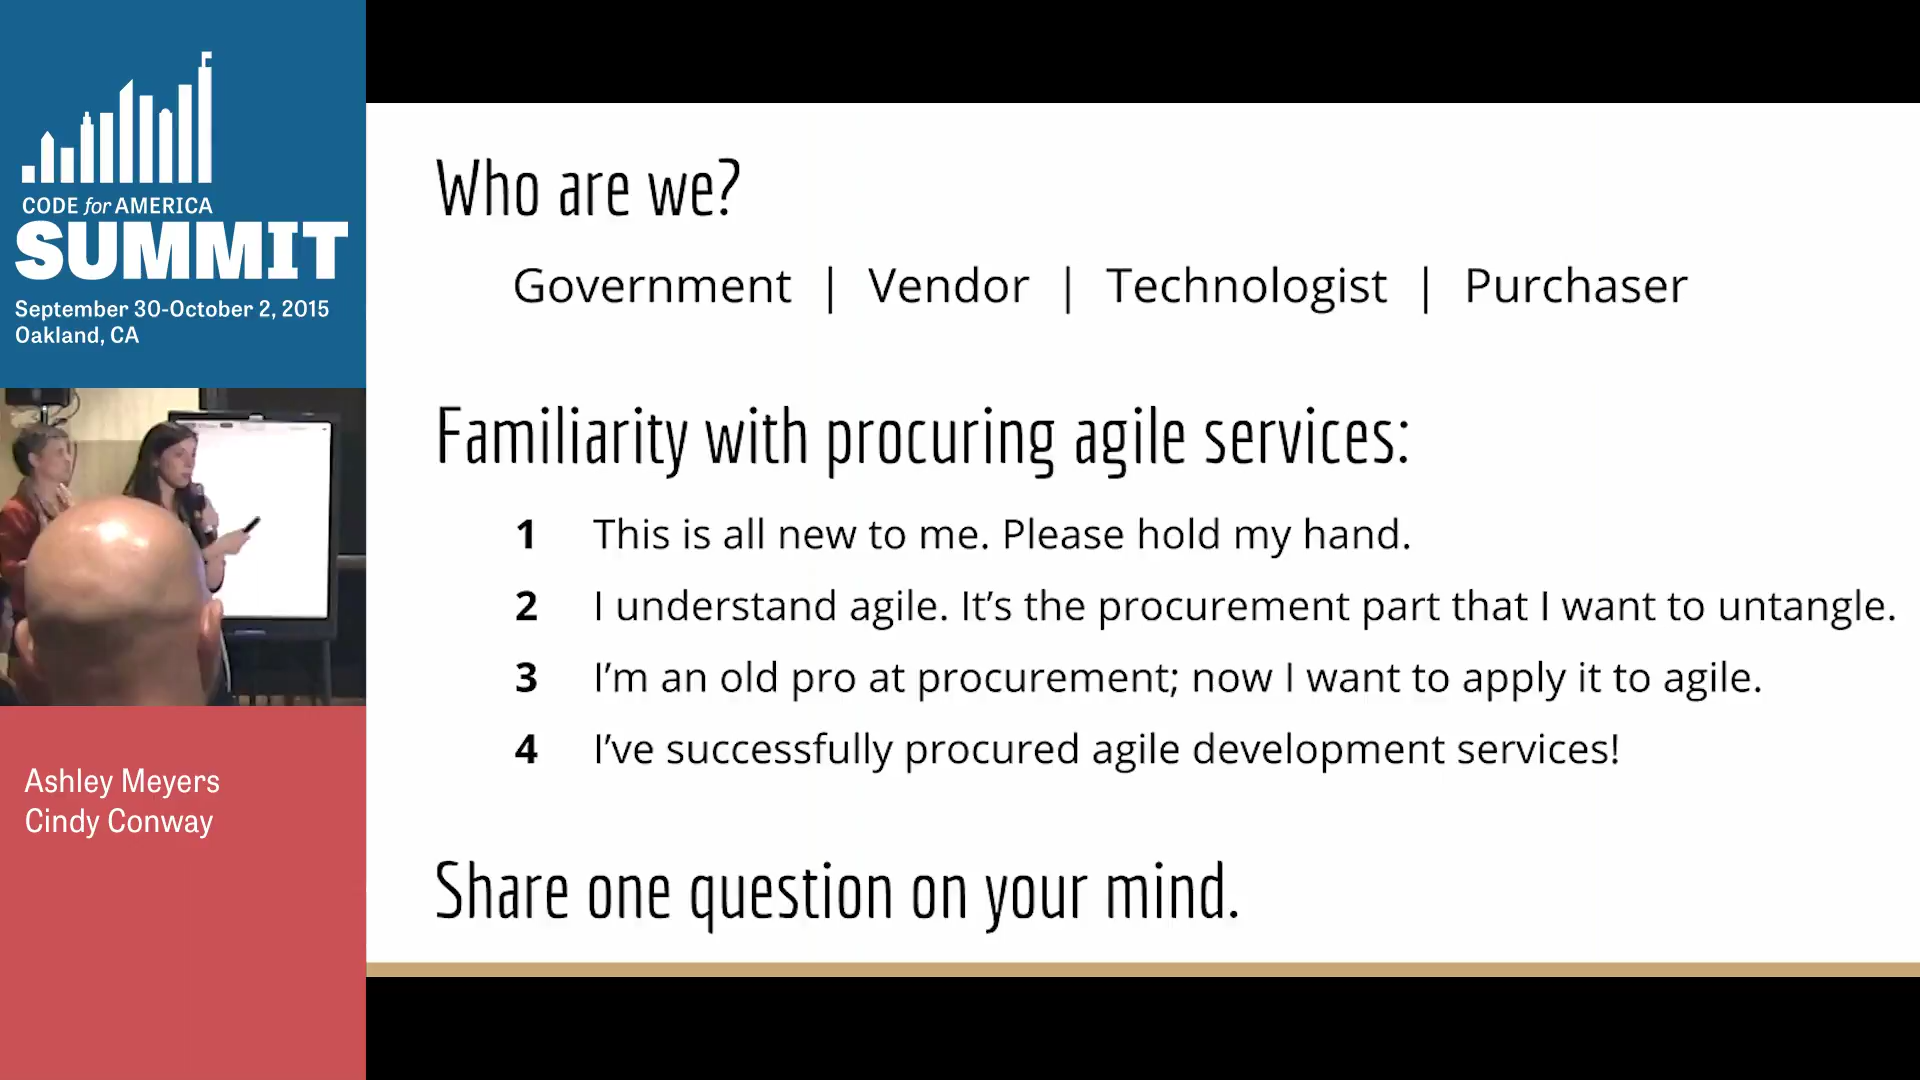 CODE for AMERICA
SUMMIT
September 30-October 2, 2015
Oakland, CA
Ashley Meyers
Cindy Conway
Who are we?
Government | Vendor | Technologist | Purchaser
Familiarity with procuring agile services:
1 This is all new to me. Please hold my hand.
2 I understand agile. It’s the procurement part that I want to untangle.
3 I’m an old pro at procurement; now I want to apply it to agile.
4 I’ve successfully procured agile development services!
Share one question on your mind.